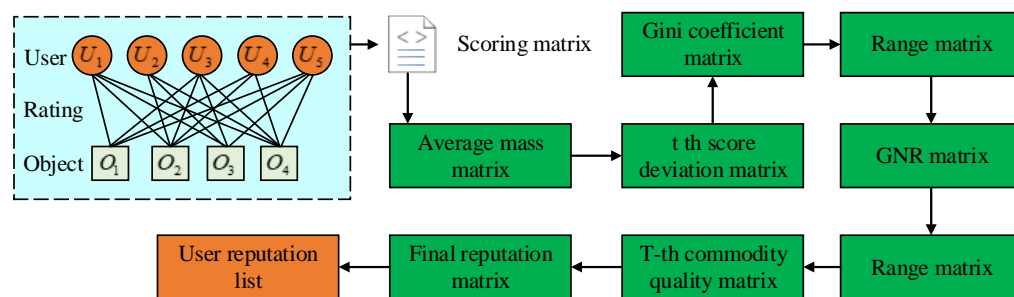 User
U1 U2 U3 U4 U5
Rating
Object
O1 O2 O3 O4
< >
Scoring matrix
Average mass
matrix
t th score
deviation matrix
Gini coefficient
matrix
Range matrix
GNR matrix
Range matrix
T-th commodity
quality matrix
Final reputation
matrix
User reputation
list